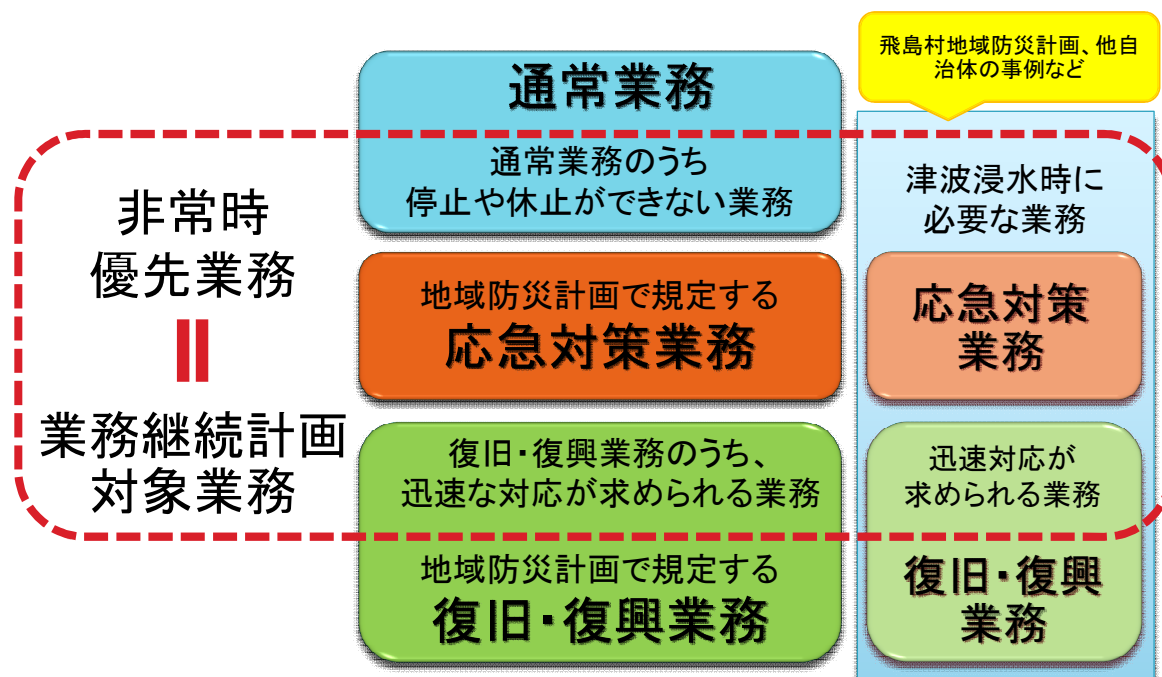 飛島村地域防災計画、他自
治体の事例など
通常業務
通常業務のうち
停止や休止ができない業務
津波浸水時に
必要な業務
非常時
優先業務
=
業務継続計画
対象業務
地域防災計画で規定する
応急対策業務
応急対策
業務
復旧・復興業務のうち、
迅速な対応が求められる業務
迅速対応が
求められる業務
地域防災計画で規定する
復旧・復興業務
復旧・復興
業務